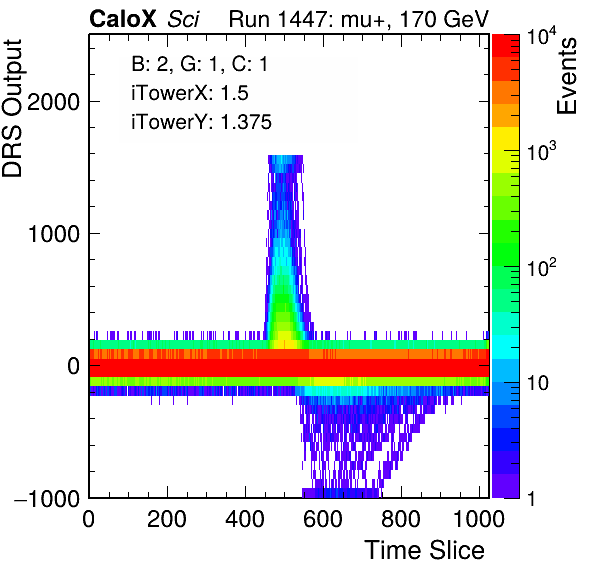 CaloX Sci Run 1447: mu+, 170 GeV
B: 2, G: 1, C: 1
iTowerX: 1.5
iTowerY: 1.375
DRS Output
2000
1000
0
−1000
0 200 400 600 800 1000
Time Slice
Events
10^4
10^3
10^2
10
1